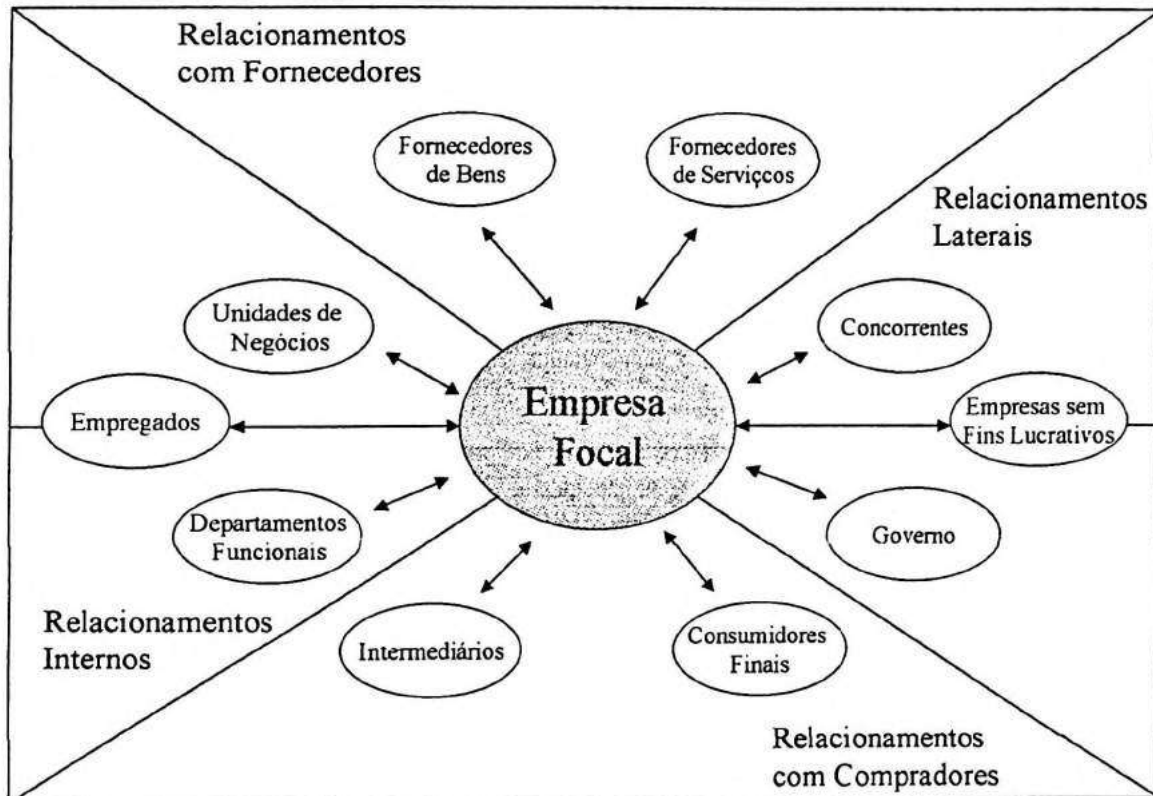 Relacionamentos
com Fornecedores
Fornecedores
de Bens
Fornecedores
de Serviçcos
Relacionamentos
Laterais
Unidades de
Negócios
Concorrentes
Empregados
Empresa
Focal
Empresas sem
Fins Lucrativos
Departamentos
Funcionais
Governo
Relacionamentos
Internos
Intermediários
Consumidores
Finais
Relacionamentos
com Compradores